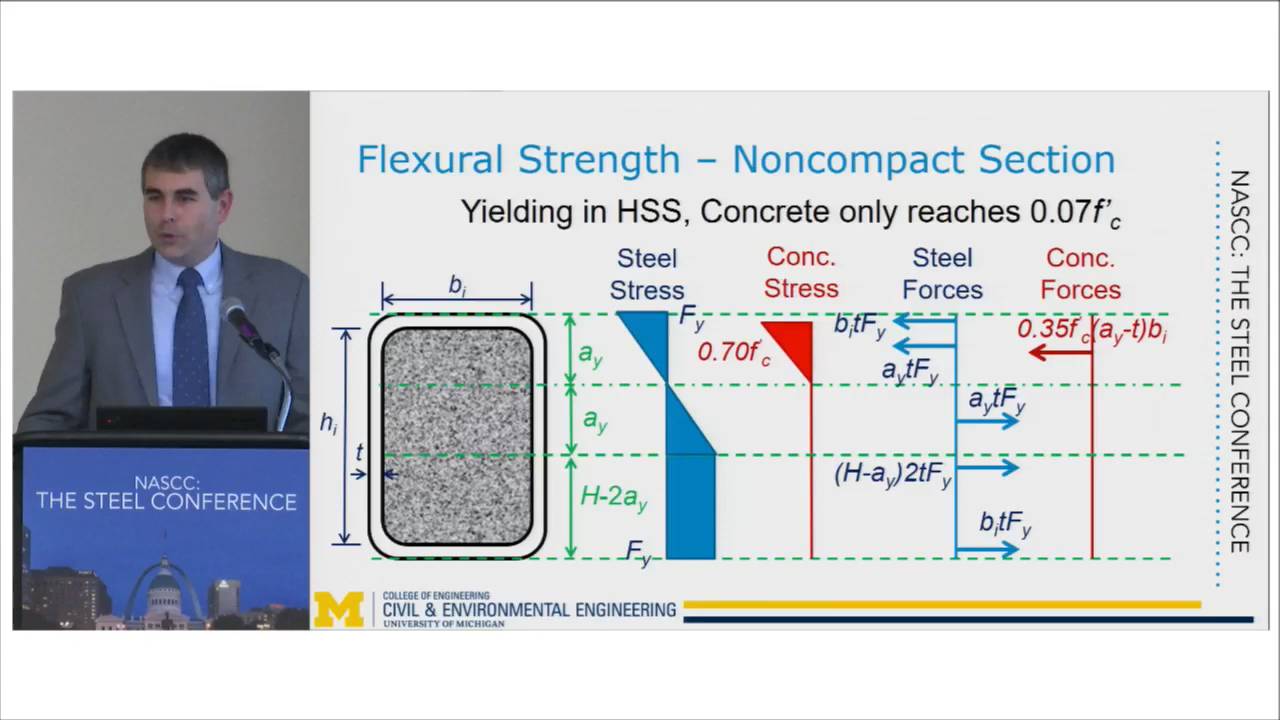 Flexural Strength – Noncompact Section
Yielding in HSS, Concrete only reaches 0.07f'c
Steel Stress
Conc. Stress
Steel Forces
Conc. Forces
bi
hi
t
ay
ay
H-2ay
Fy
Fy
0.70f'c
bitFy
aytFy
aytFy
(H-ay)2tFy
bitFy
0.35f'c(ay-t)bi
NASCC: THE STEEL CONFERENCE
NASCC:
THE STEEL CONFERENCE
M
COLLEGE OF ENGINEERING
CIVIL & ENVIRONMENTAL ENGINEERING
UNIVERSITY OF MICHIGAN